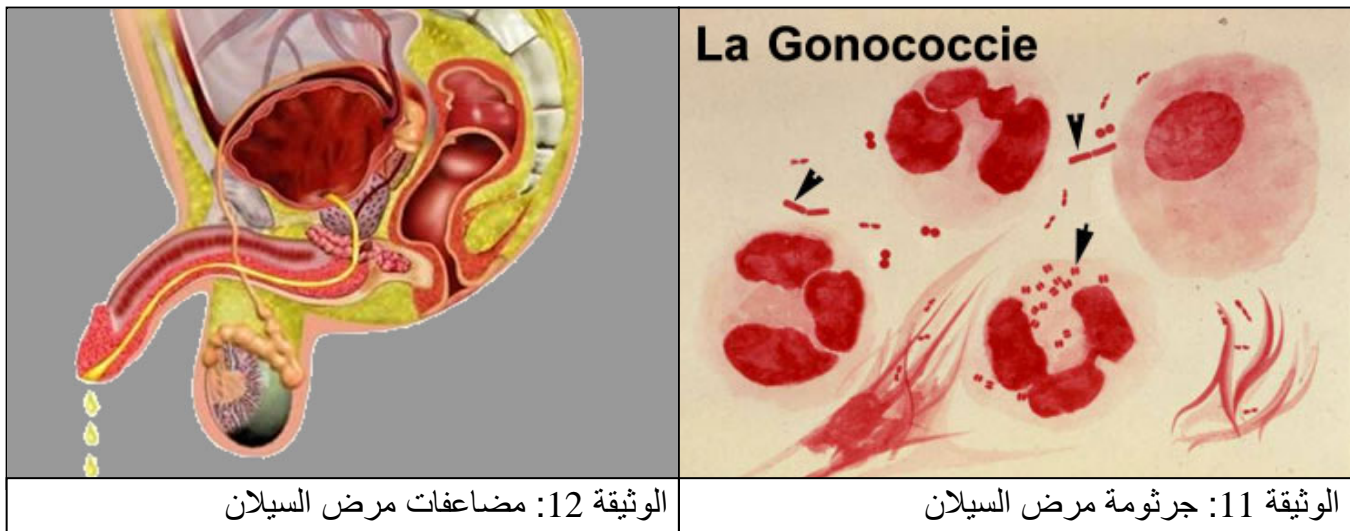 La Gonococcie
الوثيقة 11: جرثومة مرض السيلان
الوثيقة 12: مضاعفات مرض السيلان